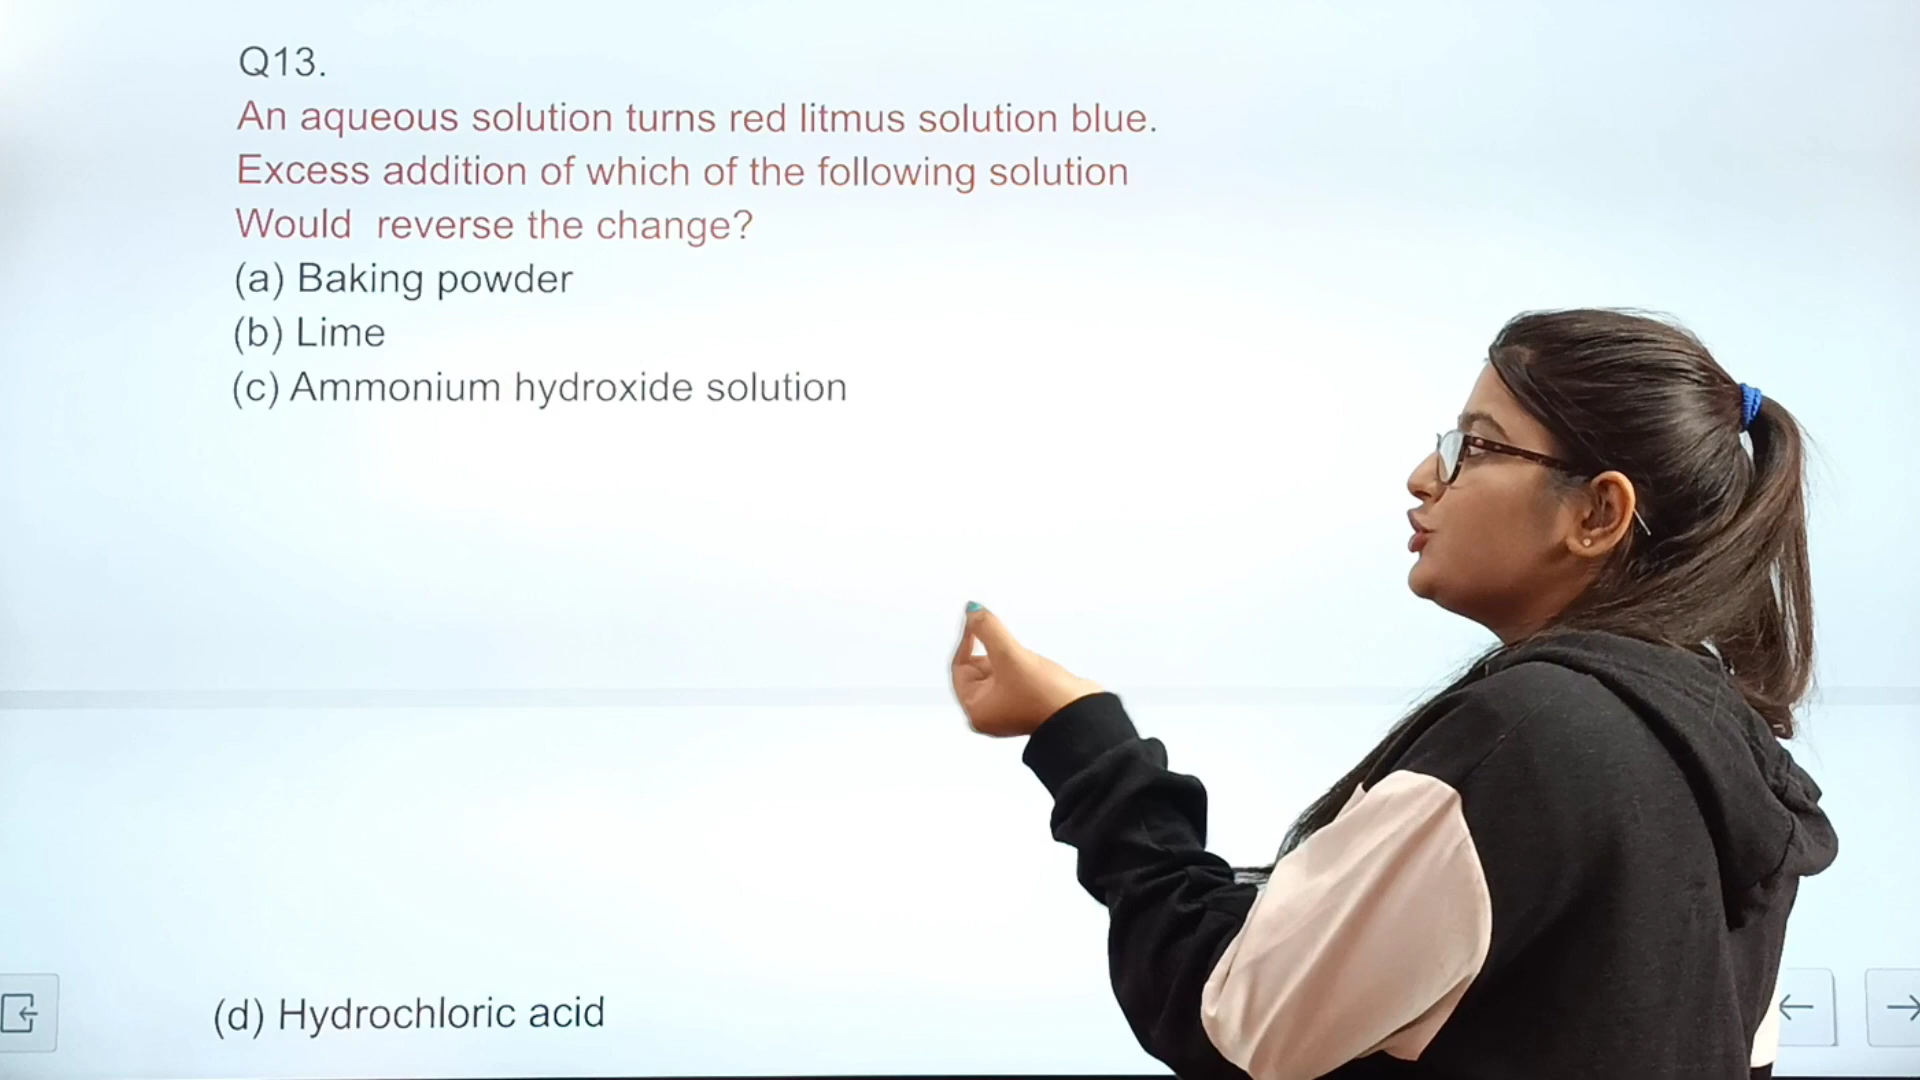 Q13.
An aqueous solution turns red litmus solution blue.
Excess addition of which of the following solution
Would reverse the change?
(a) Baking powder
(b) Lime
(c) Ammonium hydroxide solution
(d) Hydrochloric acid